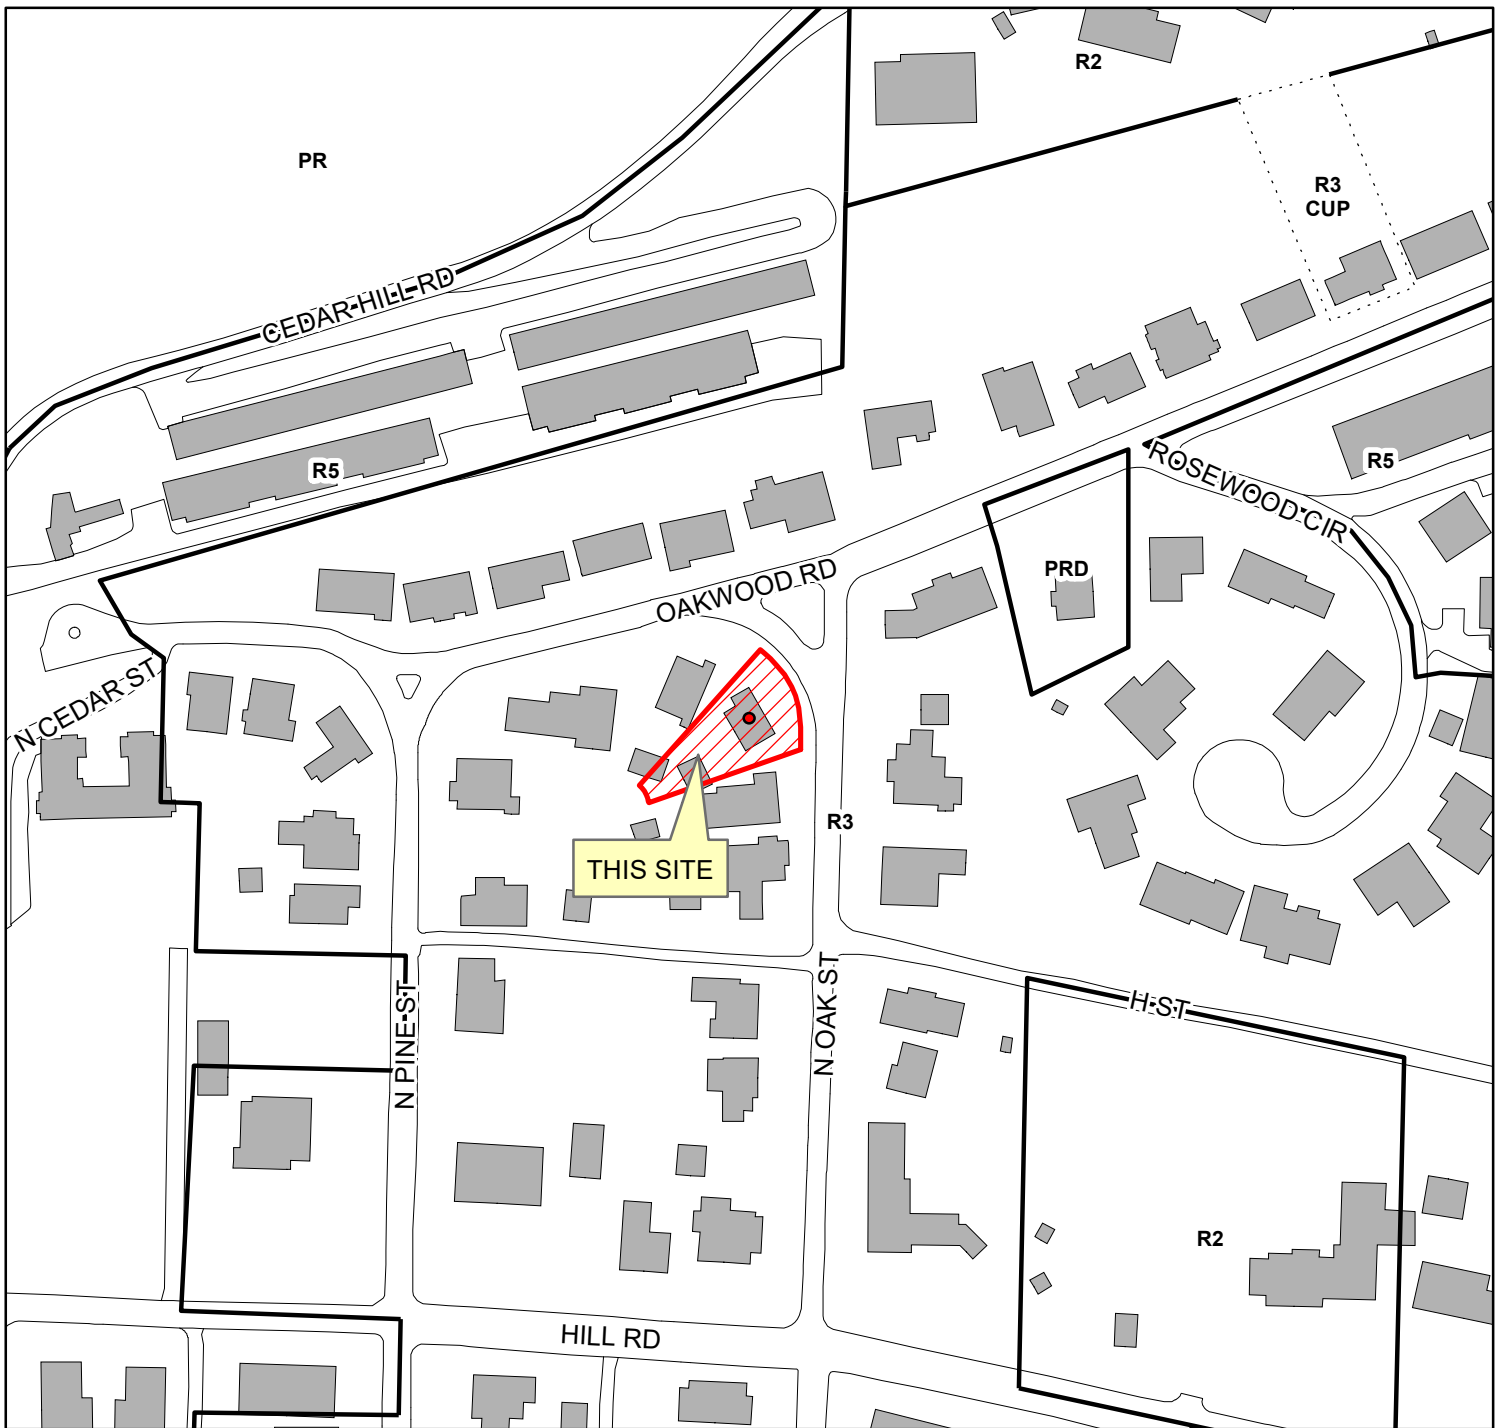 R2
PR
R3
CUP
CEDAR HILL RD
ROSEWOOD CIR
R5
R5
PRD
OAKWOOD RD
N CEDAR ST
R3
THIS SITE
N PINE ST
N OAK ST
H ST
R2
HILL RD